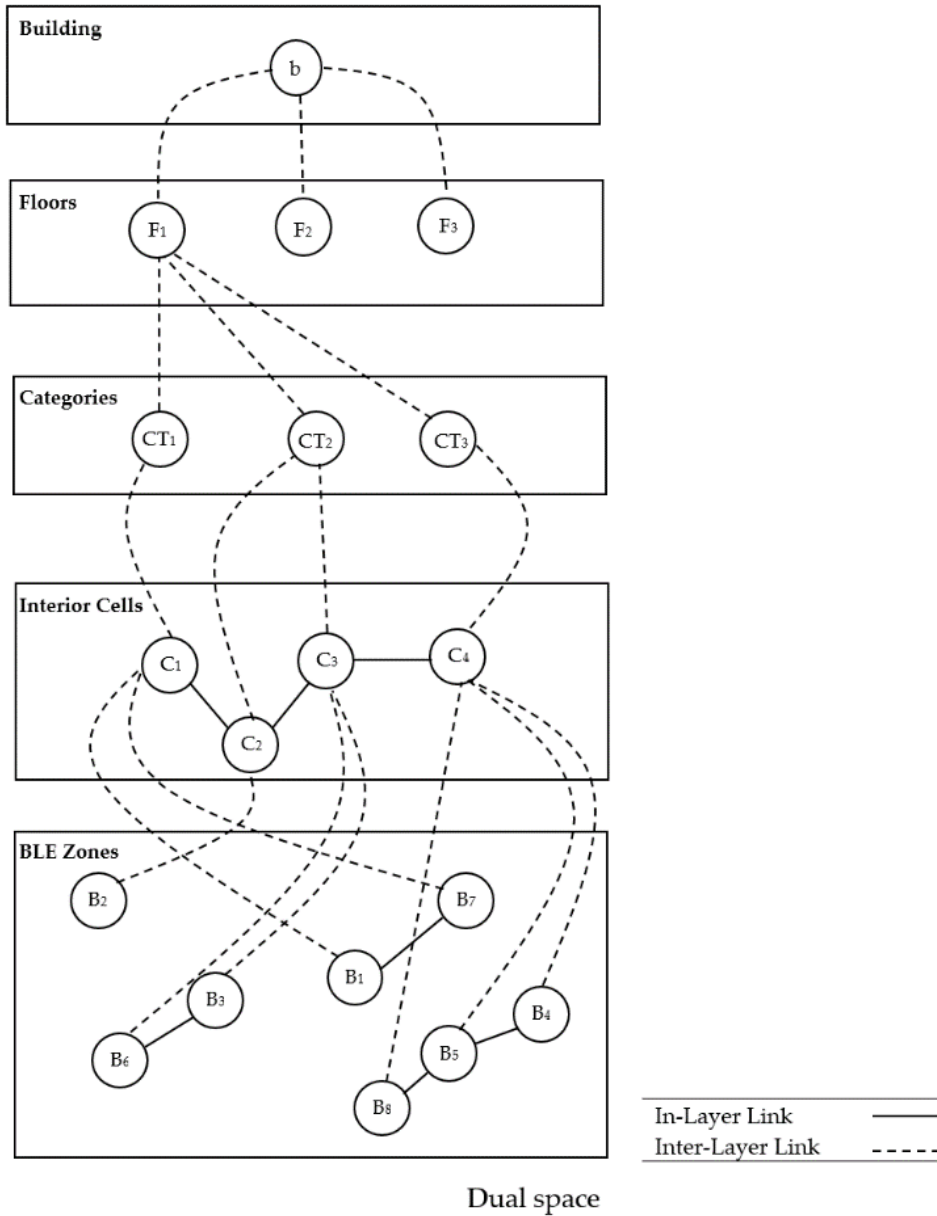 Building
b
Floors
F1
F2
F3
Categories
CT1
CT2
CT3
Interior Cells
C1
C2
C3
C4
BLE Zones
B2
B7
B1
B3
B4
B6
B5
B8
In-Layer Link
Inter-Layer Link
Dual space